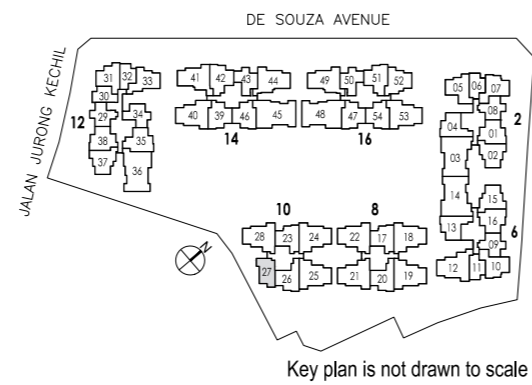 DE SOUZA AVENUE
JALAN JURONG KECHIL
31 32 33
30
29 34
38 35
37 36
12
41 42 43 44
40 39 46 45
14
49 50 51 52
48 47 54 53
16
05 06 07
08
04 01
03 02
2
14 15
13 16
09
12 11 10
6
10
28 23 24
27 26 25
8
22 17 18
21 20 19
N
Key plan is not drawn to scale